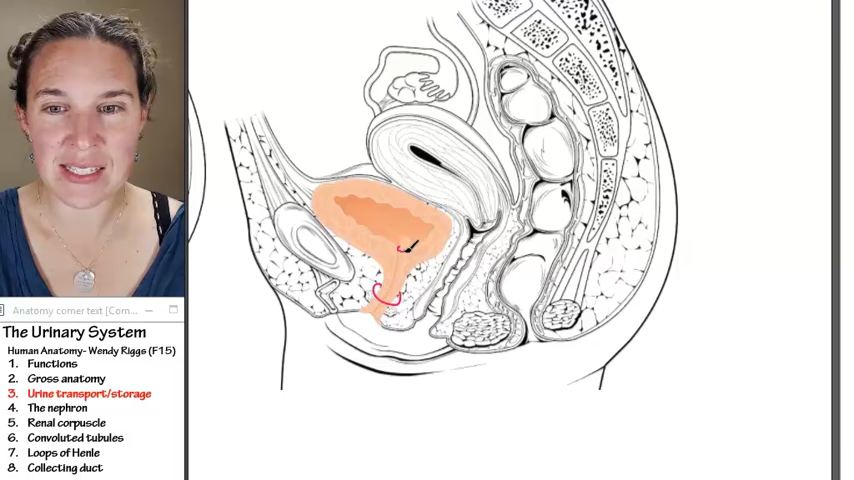 Anatomy corner text [Com...
The Urinary System
Human Anatomy- Wendy Riggs (F15)
1. Functions
2. Gross anatomy
3. Urine transport/storage
4. The nephron
5. Renal corpuscle
6. Convoluted tubules
7. Loops of Henle
8. Collecting duct